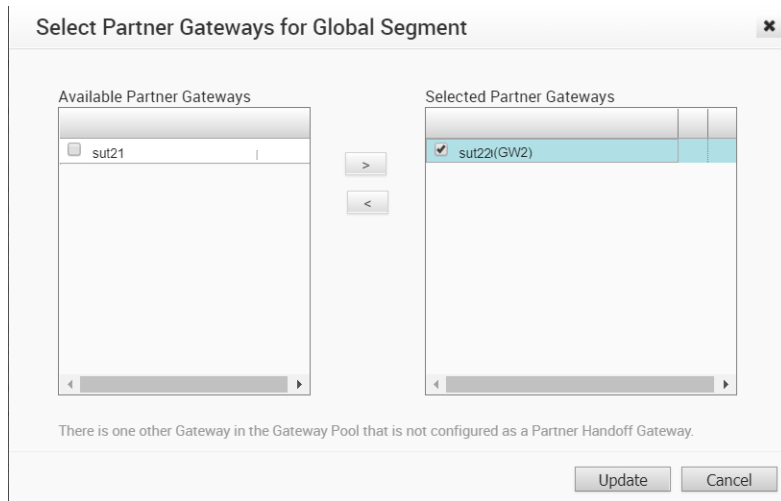 Select Partner Gateways for Global Segment
Available Partner Gateways
Selected Partner Gateways
sut21
sut22(GW2)
>
<
There is one other Gateway in the Gateway Pool that is not configured as a Partner Handoff Gateway.
Update
Cancel